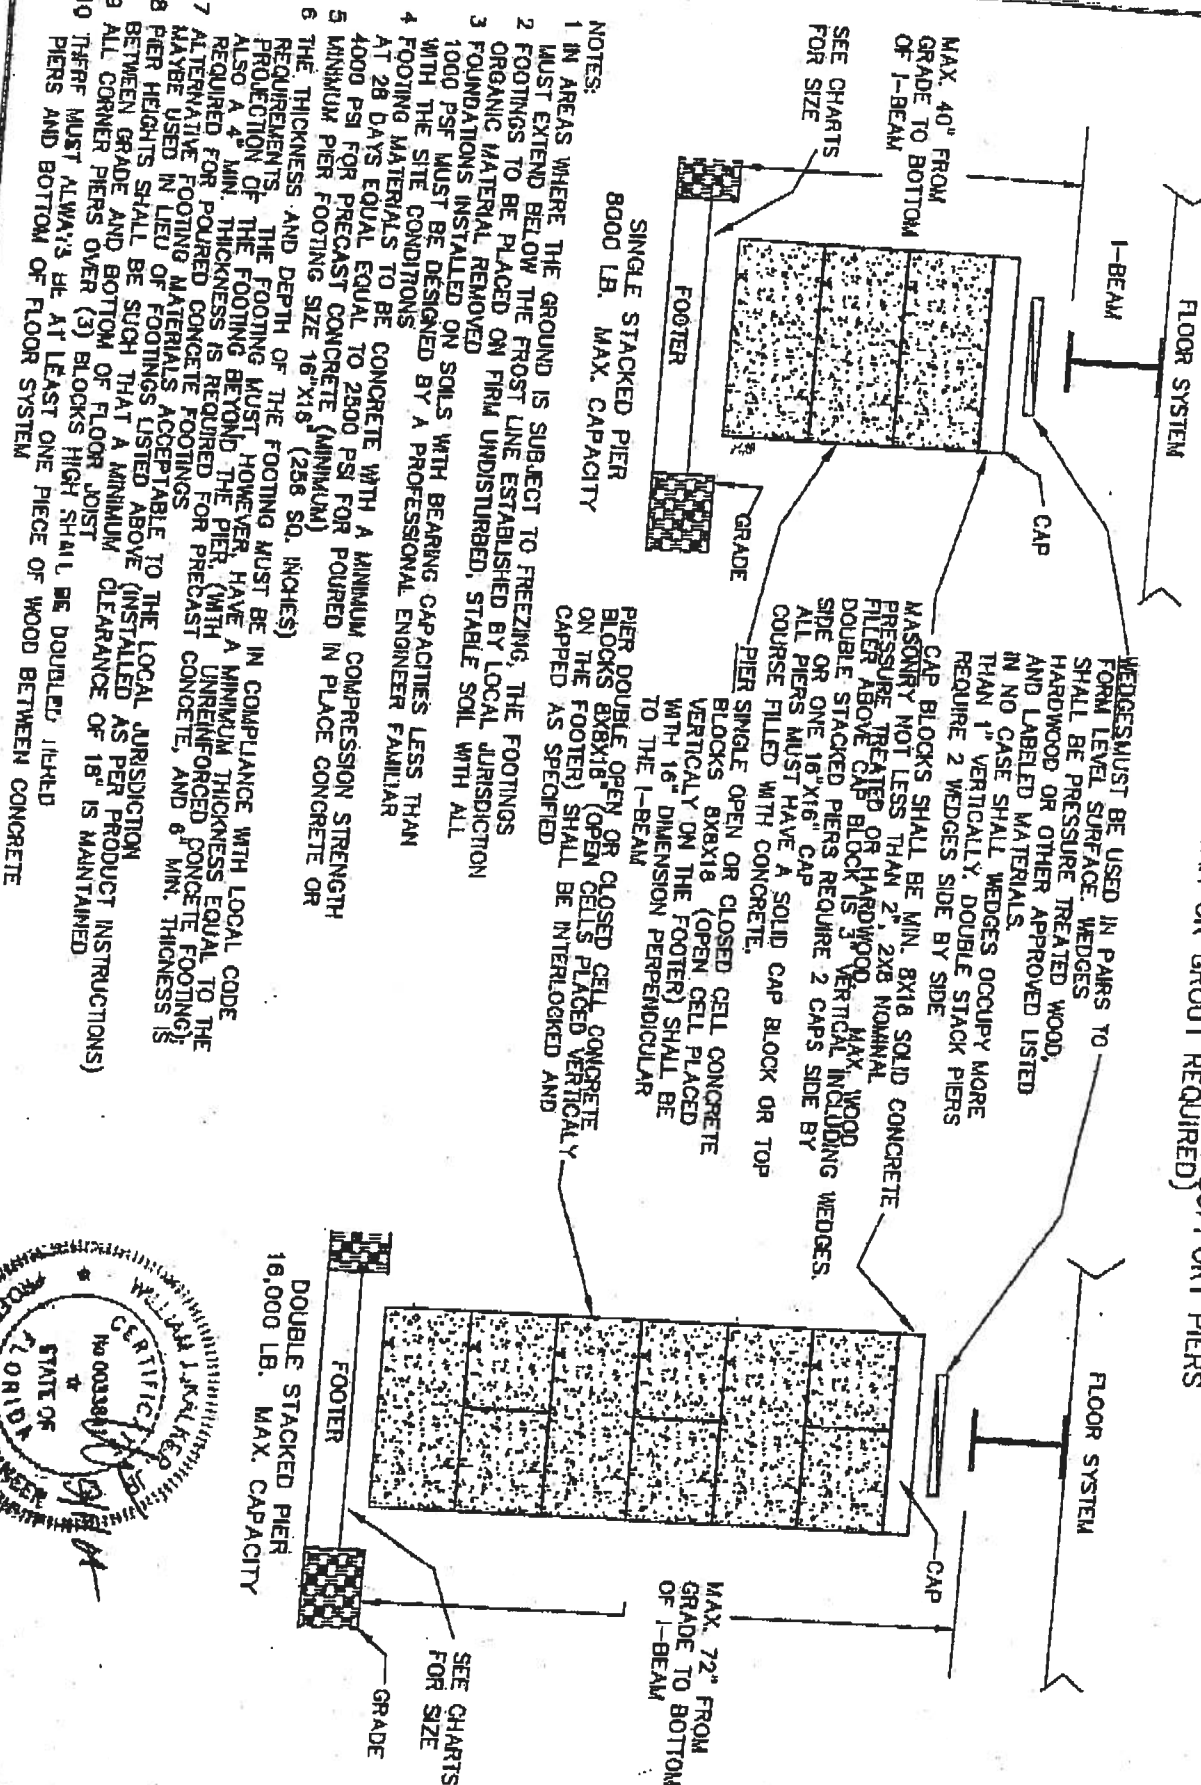 SUPPORT PIERS
OR GROUT REQUIRED)
FLOOR SYSTEM
I-BEAM
MAX. 40" FROM
GRADE TO BOTTOM
OF I-BEAM
SEE CHARTS
FOR SIZE
CAP
FOOTER
GRADE
SINGLE STACKED PIER
8000 LB. MAX. CAPACITY
WEDGES MUST BE USED IN PAIRS TO
FORM LEVEL SURFACE. WEDGES
SHALL BE PRESSURE TREATED WOOD,
HARDWOOD OR OTHER APPROVED LISTED
AND LABELED MATERIALS.
IN NO CASE SHALL WEDGES OCCUPY MORE
THAN 1" VERTICALLY. DOUBLE STACK PIERS
REQUIRE 2 WEDGES SIDE BY SIDE
CAP BLOCKS SHALL BE MIN. 8X16 SOLID CONCRETE
MASONRY NOT LESS THAN 2", 2X8 NOMINAL
PRESSURE TREATED OR HARDWOOD. MAX. WOOD
FILLER ABOVE CAP BLOCK IS 3" VERTICAL INCLUDING WEDGES.
DOUBLE STACKED PIERS REQUIRE 2 CAPS SIDE BY
SIDE OR ONE 16"X16" CAP
ALL PIERS MUST HAVE A SOLID CAP BLOCK OR TOP
COURSE FILLED WITH CONCRETE.
PIER SINGLE OPEN OR CLOSED CELL CONCRETE
BLOCKS 8X8X16 (OPEN CELL PLACED
VERTICALY ON THE FOOTER) SHALL BE
WITH 16" DIMENSION PERPENDICULAR
TO THE I-BEAM
PIER DOUBLE OPEN OR CLOSED CELL CONCRETE
BLOCKS 8X8X16" (OPEN CELLS PLACED VERTICALY
ON THE FOOTER) SHALL BE INTERLOCKED AND
CAPPED AS SPECIFIED
FLOOR SYSTEM
CAP
MAX. 72" FROM
GRADE TO BOTTOM
OF I-BEAM
SEE CHARTS
FOR SIZE
GRADE
FOOTER
DOUBLE STACKED PIER
16,000 LB. MAX. CAPACITY
NOTES:
1 IN AREAS WHERE THE GROUND IS SUBJECT TO FREEZING, THE FOOTINGS
MUST EXTEND BELOW THE FROST LINE ESTABLISHED BY LOCAL JURISDICTION
2 FOOTINGS TO BE PLACED ON FIRM UNDISTURBED, STABLE SOIL WITH ALL
ORGANIC MATERIAL REMOVED
3 FOUNDATIONS INSTALLED ON SOILS WITH BEARING CAPACITIES LESS THAN
1000 PSF MUST BE DESIGNED BY A PROFESSIONAL ENGINEER FAMILIAR
WITH THE SITE CONDITIONS
4 FOOTING MATERIALS TO BE CONCRETE WITH A MINIMUM COMPRESSION STRENGTH
AT 28 DAYS EQUAL EQUAL TO 2500 PSI FOR POURED IN PLACE CONCRETE OR
4000 PSI FOR PRECAST CONCRETE (MINIMUM)
5 MINIMUM PIER FOOTING SIZE 16"X16" (256 SQ. INCHES)
6 THE THICKNESS AND DEPTH OF THE FOOTING MUST BE IN COMPLIANCE WITH LOCAL CODE
REQUIREMENTS. THE FOOTING MUST HOWEVER, HAVE A MINIMUM THICKNESS EQUAL TO THE
PROJECTION OF THE FOOTING BEYOND THE PIER, (WITH UNREINFORCED CONCETE FOOTING);
ALSO A 4" MIN. THICKNESS IS REQUIRED FOR PRECAST CONCETE, AND 6" MIN. THICNESS IS
REQUIRED FOR POURED CONCETE FOOTINGS
7 ALTERNATIVE FOOTING MATERIALS ACCEPTABLE TO THE LOCAL JURISDICTION
MAYBE USED IN LIEU OF FOOTINGS LISTED ABOVE (INSTALLED AS PER PRODUCT INSTRUCTIONS)
8 PIER HEIGHTS SHALL BE SUCH THAT A MINIMUM CLEARANCE OF 18" IS MAINTAINED
BETWEEN GRADE AND BOTTOM OF FLOOR JOIST
9 ALL CORNER PIERS OVER (3) BLOCKS HIGH SHALL BE DOUBLED
10 THERE MUST ALWAYS BE AT LEAST ONE PIECE OF WOOD BETWEEN CONCRETE
PIERS AND BOTTOM OF FLOOR SYSTEM
CERTIFIC
STATE OF
FLORIDA